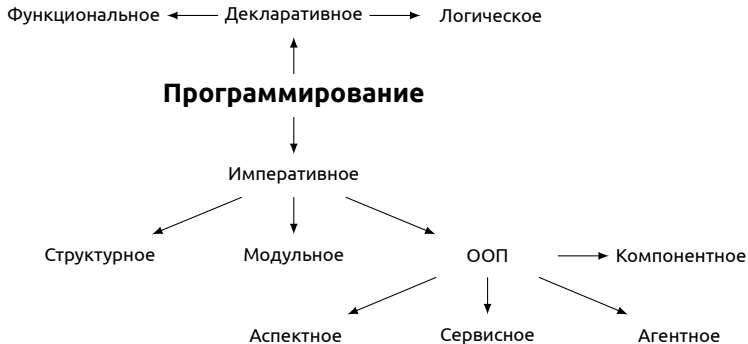 Функциональное Декларативное Логическое
Программирование
Императивное
Структурное Модульное ООП Компонентное
Аспектное Сервисное Агентное